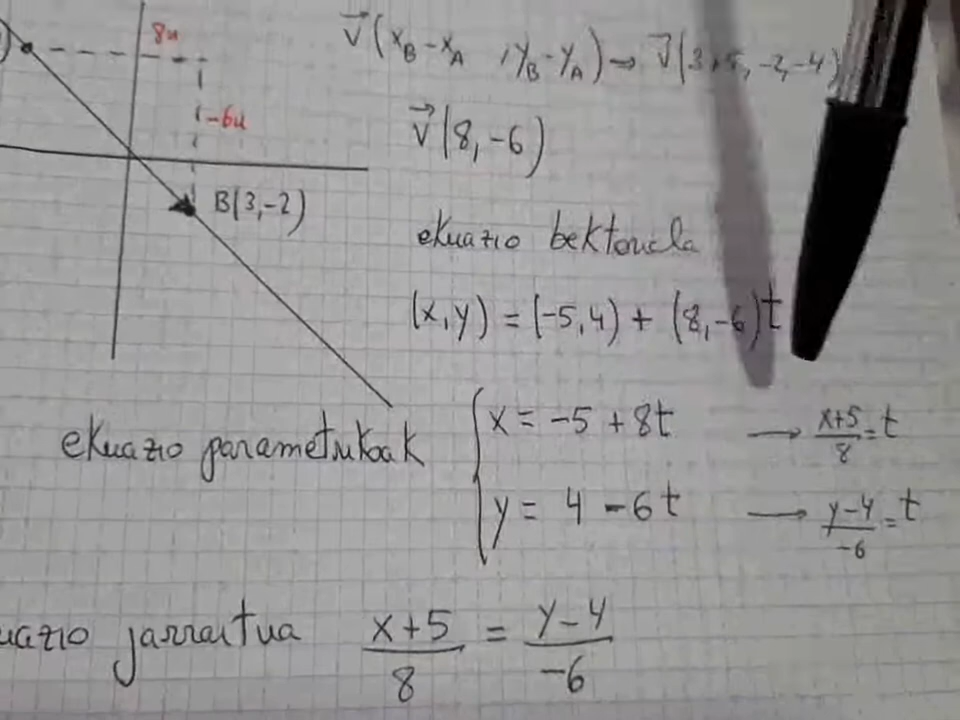 8u
-6u
B(3,-2)
v⃗(x_B-x_A , y_B-y_A) → v⃗(3+5, -2-4)
v⃗(8,-6)
ekuazio bektoriala
(x,y) = (-5,4) + (8,-6)t
ekuazio parametrikoak
x = -5 + 8t → (x+5)/8 = t
y = 4 - 6t → (y-4)/-6 = t
uazio jarraitua (x+5)/8 = (y-4)/-6